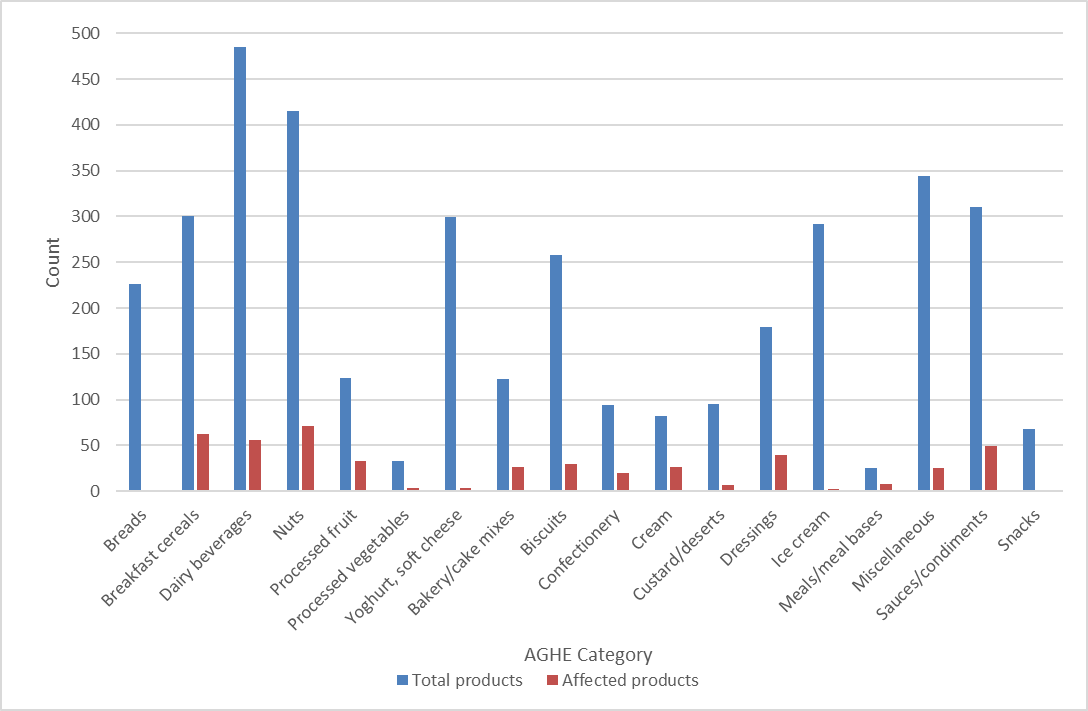 500
450
400
350
300
250
200
150
100
50
0
Count
Breads
Breakfast cereals
Dairy beverages
Nuts
Processed fruit
Processed vegetables
Yoghurt, soft cheese
Bakery/cake mixes
Biscuits
Confectionery
Cream
Custard/deserts
Dressings
Ice cream
Meals/meal bases
Miscellaneous
Sauces/condiments
Snacks
AGHE Category
Total products
Affected products